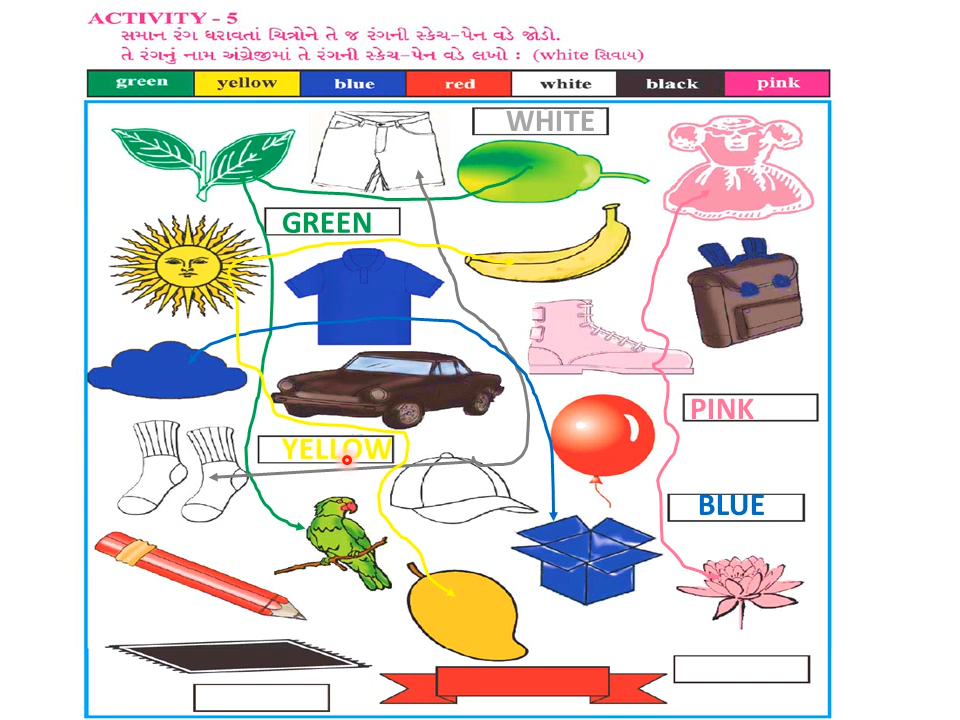 ACTIVITY - 5
સમાન રંગ ધરાવતાં ચિત્રોને તે જ રંગની સ્કેચ-પેન વડે જોડો.
તે રંગનું નામ અંગ્રેજીમાં તે રંગની સ્કેચ-પેન વડે લખો : (white સિવાય)
green yellow blue red white black pink
WHITE
GREEN
PINK
YELLOW
BLUE